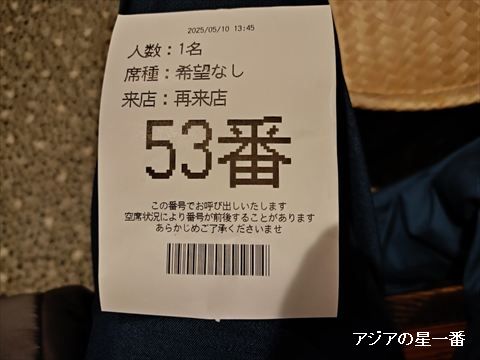 2025/05/10 13:45
人数：1名
席種：希望なし
来店：再来店
53番
この番号でお呼び出しいたします
空席状況により番号が前後することがあります
あらかじめご了承くださいませ
アジアの星一番